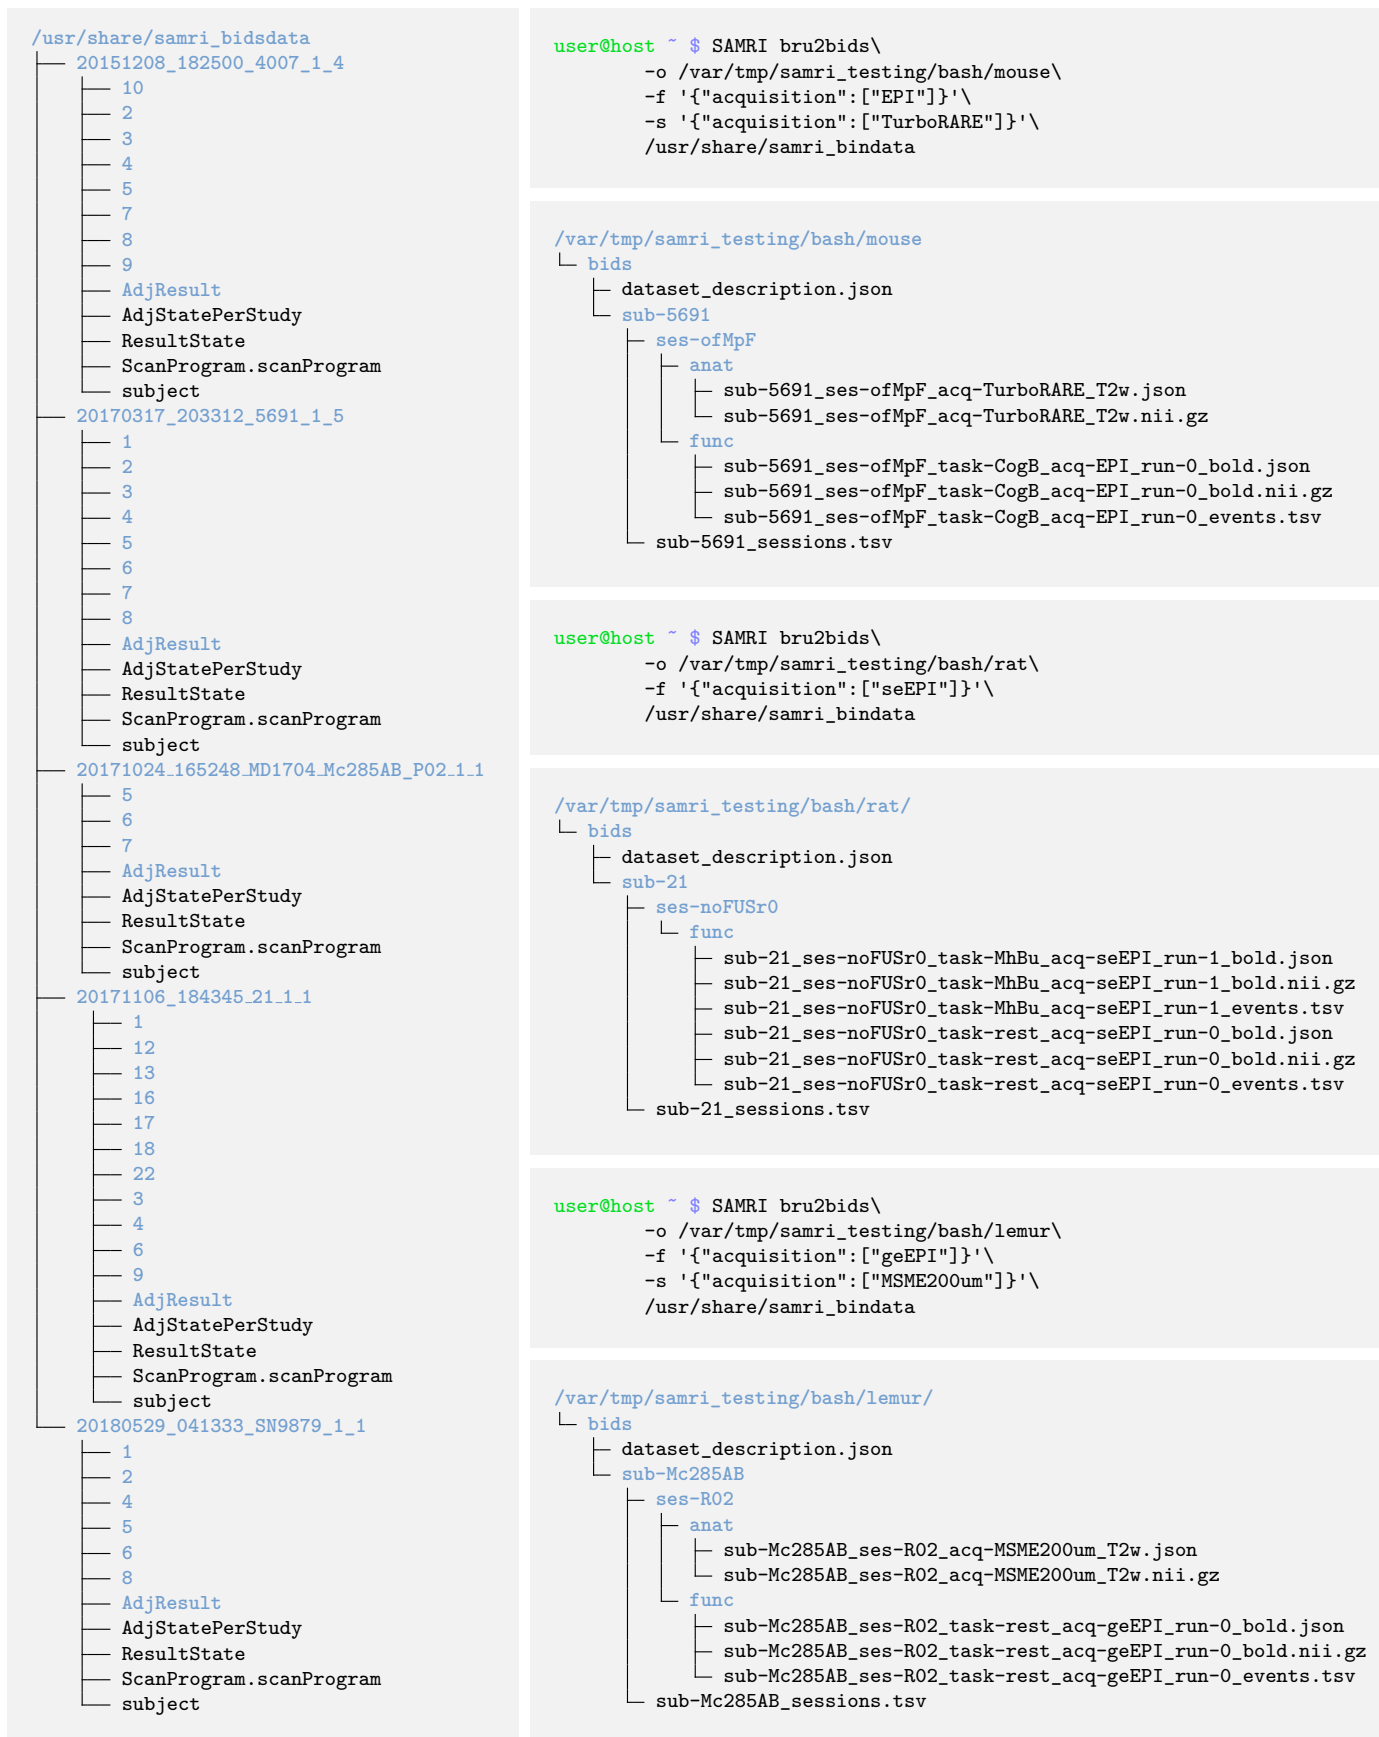 /usr/share/samri_bidsdata
20151208_182500_4007_1_4
10
2
3
4
5
7
8
9
AdjResult
AdjStatePerStudy
ResultState
ScanProgram.scanProgram
subject
20170317_203312_5691_1_5
1
2
3
4
5
6
7
8
AdjResult
AdjStatePerStudy
ResultState
ScanProgram.scanProgram
subject
20171024_165248_MD1704_Mc285AB_P02_1_1
5
6
7
AdjResult
AdjStatePerStudy
ResultState
ScanProgram.scanProgram
subject
20171106_184345_21_1_1
1
12
13
16
17
18
22
3
4
6
9
AdjResult
AdjStatePerStudy
ResultState
ScanProgram.scanProgram
subject
20180529_041333_SN9879_1_1
1
2
4
5
6
8
AdjResult
AdjStatePerStudy
ResultState
ScanProgram.scanProgram
subject
user@host ~ $ SAMRI bru2bids\
-o /var/tmp/samri_testing/bash/mouse\
-f '{"acquisition":["EPI"]}'\
-s '{"acquisition":["TurboRARE"]}'\
/usr/share/samri_bindata
/var/tmp/samri_testing/bash/mouse
bids
dataset_description.json
sub-5691
ses-ofMpF
anat
sub-5691_ses-ofMpF_acq-TurboRARE_T2w.json
sub-5691_ses-ofMpF_acq-TurboRARE_T2w.nii.gz
func
sub-5691_ses-ofMpF_task-CogB_acq-EPI_run-0_bold.json
sub-5691_ses-ofMpF_task-CogB_acq-EPI_run-0_bold.nii.gz
sub-5691_ses-ofMpF_task-CogB_acq-EPI_run-0_events.tsv
sub-5691_sessions.tsv
user@host ~ $ SAMRI bru2bids\
-o /var/tmp/samri_testing/bash/rat\
-f '{"acquisition":["seEPI"]}'\
/usr/share/samri_bindata
/var/tmp/samri_testing/bash/rat/
bids
dataset_description.json
sub-21
ses-noFUSr0
func
sub-21_ses-noFUSr0_task-MhBu_acq-seEPI_run-1_bold.json
sub-21_ses-noFUSr0_task-MhBu_acq-seEPI_run-1_bold.nii.gz
sub-21_ses-noFUSr0_task-MhBu_acq-seEPI_run-1_events.tsv
sub-21_ses-noFUSr0_task-rest_acq-seEPI_run-0_bold.json
sub-21_ses-noFUSr0_task-rest_acq-seEPI_run-0_bold.nii.gz
sub-21_ses-noFUSr0_task-rest_acq-seEPI_run-0_events.tsv
sub-21_sessions.tsv
user@host ~ $ SAMRI bru2bids\
-o /var/tmp/samri_testing/bash/lemur\
-f '{"acquisition":["geEPI"]}'\
-s '{"acquisition":["MSME200um"]}'\
/usr/share/samri_bindata
/var/tmp/samri_testing/bash/lemur/
bids
dataset_description.json
sub-Mc285AB
ses-R02
anat
sub-Mc285AB_ses-R02_acq-MSME200um_T2w.json
sub-Mc285AB_ses-R02_acq-MSME200um_T2w.nii.gz
func
sub-Mc285AB_ses-R02_task-rest_acq-geEPI_run-0_bold.json
sub-Mc285AB_ses-R02_task-rest_acq-geEPI_run-0_bold.nii.gz
sub-Mc285AB_ses-R02_task-rest_acq-geEPI_run-0_events.tsv
sub-Mc285AB_sessions.tsv